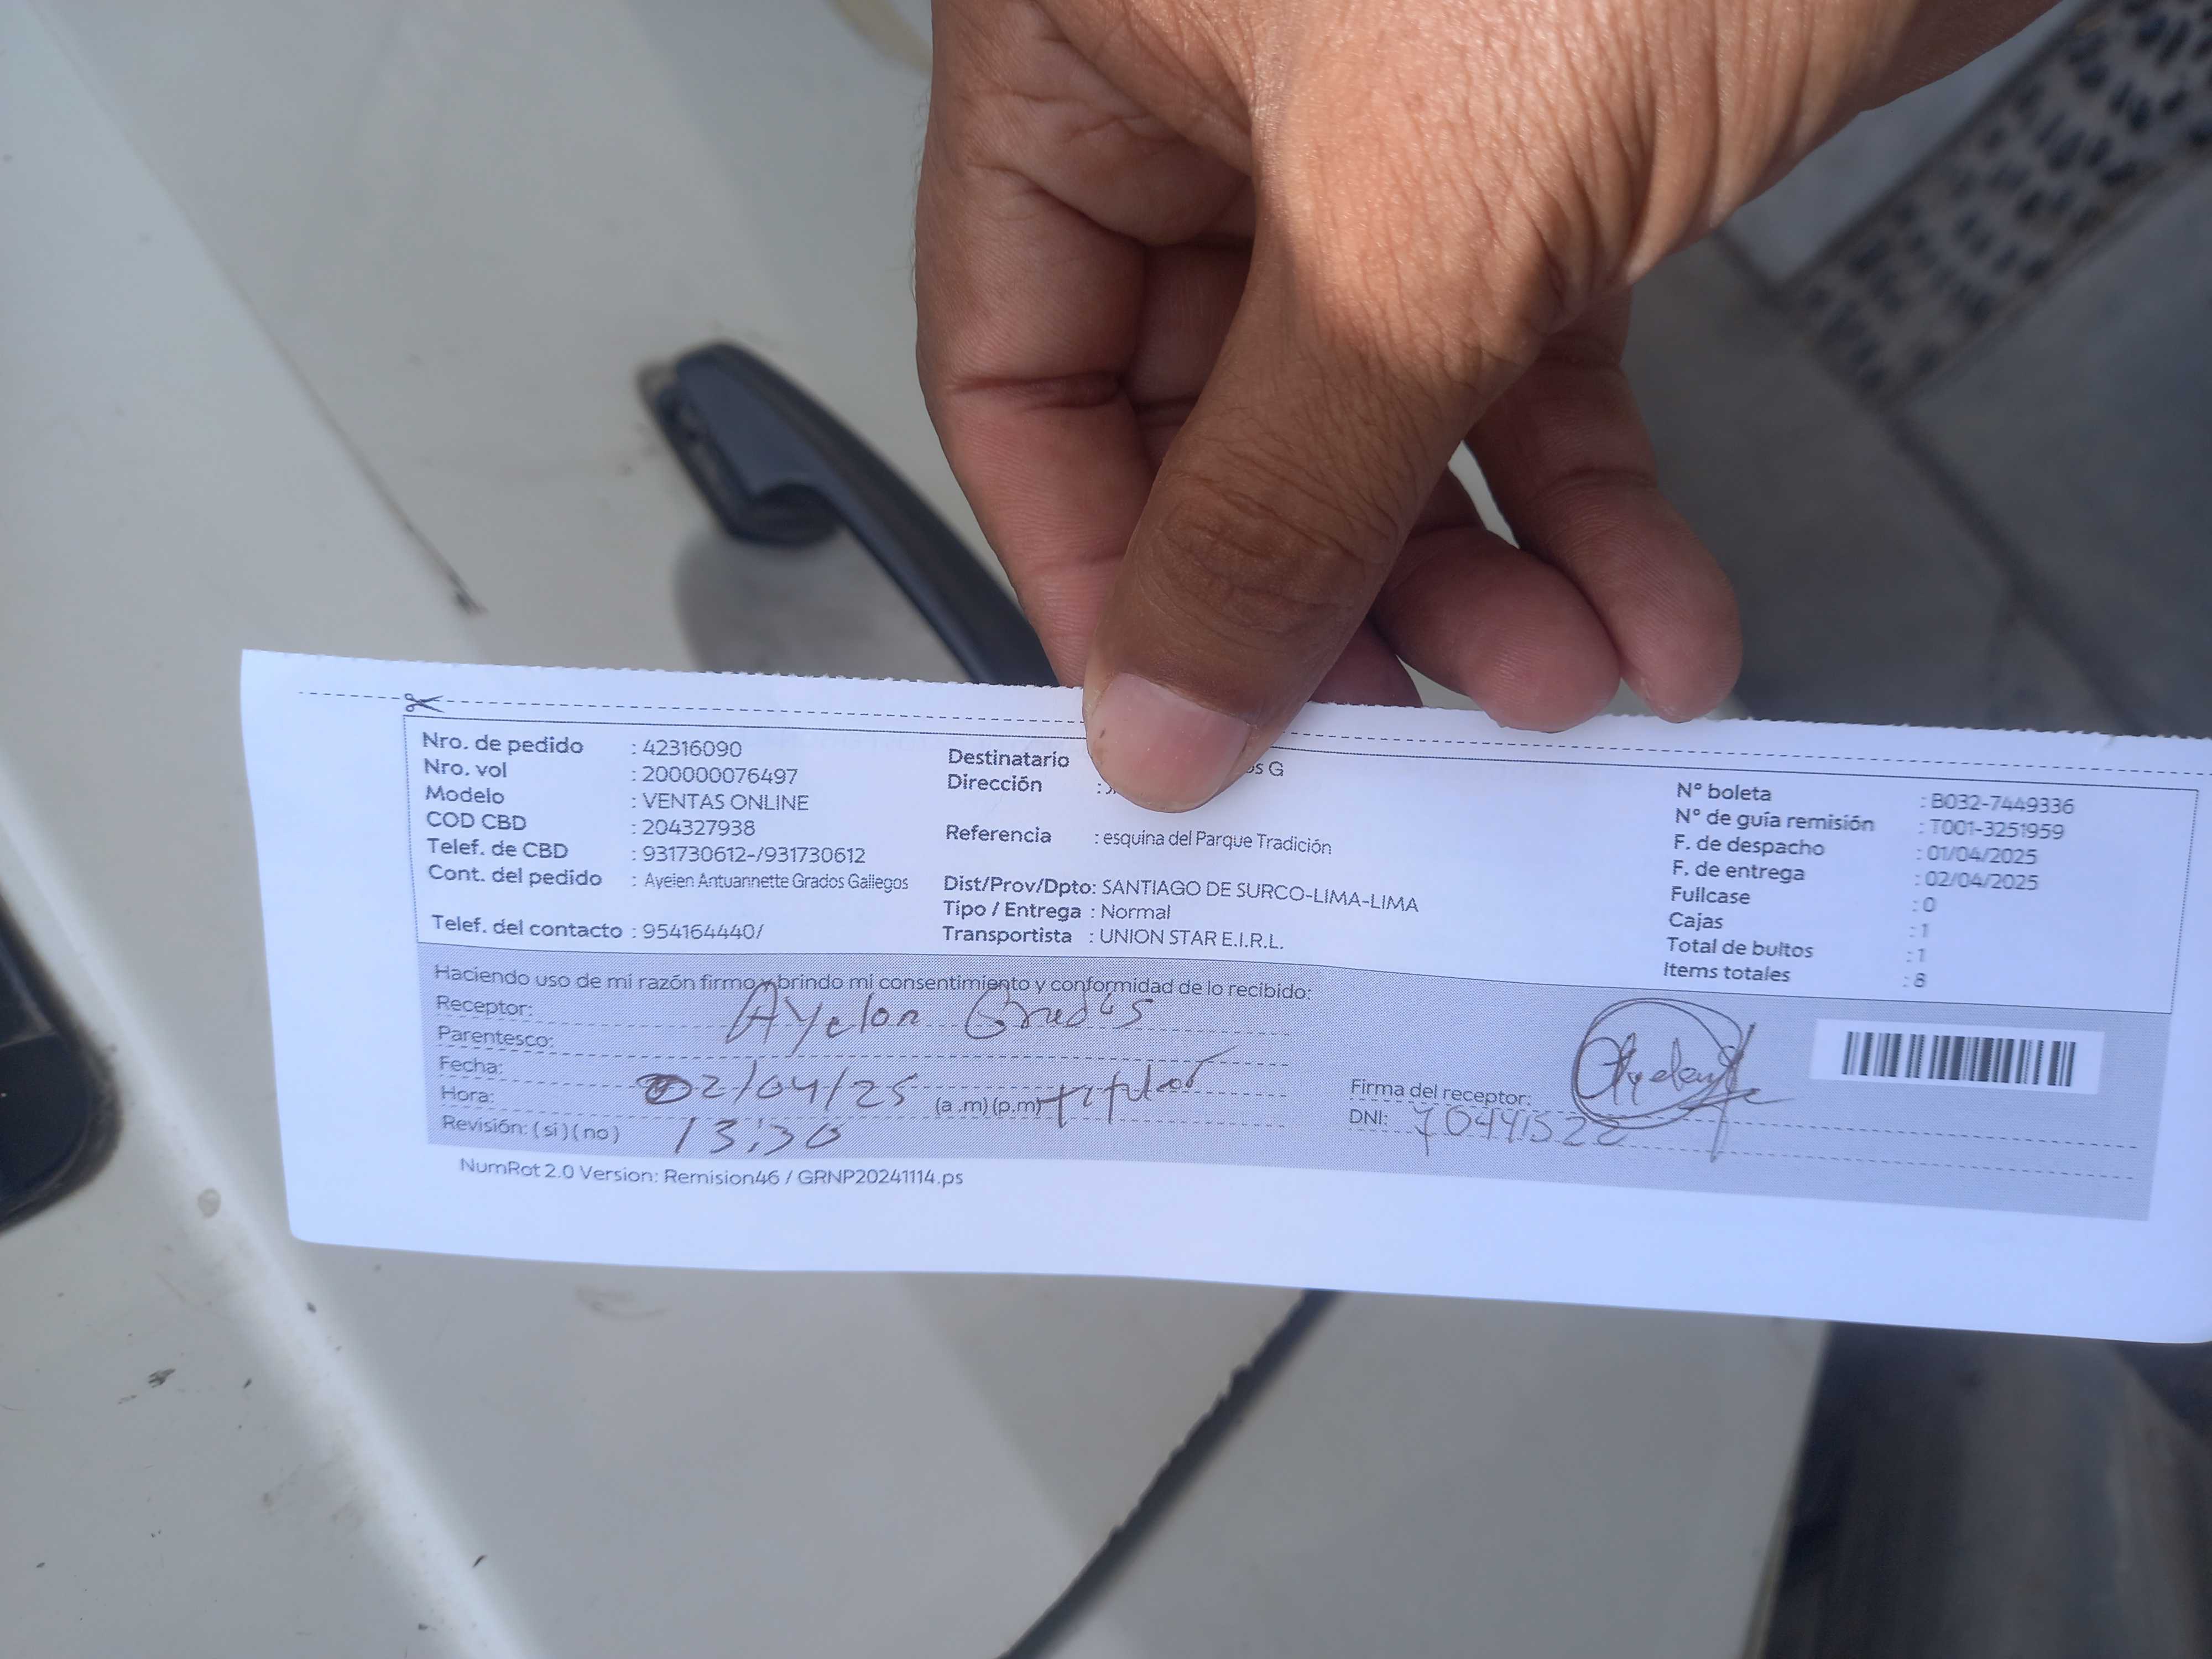 Nro. de pedido : 42316090
Nro. vol : 200000076497
Modelo : VENTAS ONLINE
COD CBD : 204327938
Telef. de CBD : 931730612-/931730612
Cont. del pedido : Ayelen Antuannette Grados Gallegos
Telef. del contacto : 954164440/
Destinatario os G
Dirección :
Referencia : esquina del Parque Tradición
Dist/Prov/Dpto: SANTIAGO DE SURCO-LIMA-LIMA
Tipo / Entrega : Normal
Transportista : UNION STAR E.I.R.L.
N° boleta : B032-7449336
N° de guía remisión : T001-3251959
F. de despacho : 01/04/2025
F. de entrega : 02/04/2025
Fullcase : 0
Cajas : 1
Total de bultos : 1
Items totales : 8
Haciendo uso de mi razón firmo y brindo mi consentimiento y conformidad de lo recibido:
Receptor: Ayelen Grados
Parentesco: titular
Fecha: 02/04/25
Hora: 13:30 (a .m) (p.m)
Revisión: ( si ) ( no )
Firma del receptor:
DNI: 70441522
NumRot 2.0 Version: Remision46 / GRNP20241114.ps